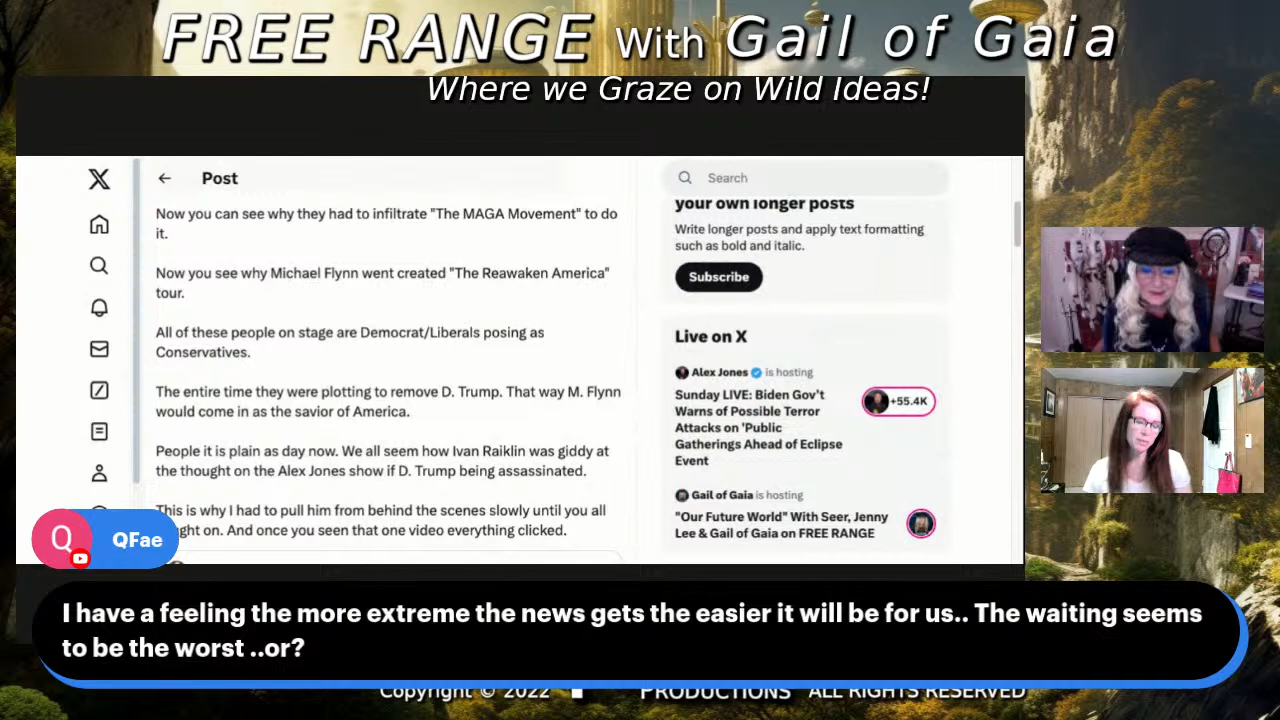 FREE RANGE With Gail of Gaia
Where we Graze on Wild Ideas!
Post
Now you can see why they had to infiltrate "The MAGA Movement" to do
it.
Now you see why Michael Flynn went created "The Reawaken America"
tour.
All of these people on stage are Democrat/Liberals posing as
Conservatives.
The entire time they were plotting to remove D. Trump. That way M. Flynn
would come in as the savior of America.
People it is plain as day now. We all seem how Ivan Raiklin was giddy at
the thought on the Alex Jones show if D. Trump being assassinated.
This is why I had to pull him from behind the scenes slowly until you all
ght on. And once you seen that one video everything clicked.
Search
your own longer posts
Write longer posts and apply text formatting
such as bold and italic.
Subscribe
Live on X
Alex Jones is hosting
Sunday LIVE: Biden Gov't
Warns of Possible Terror
Attacks on 'Public
Gatherings Ahead of Eclipse
Event
+55.4K
Gail of Gaia is hosting
"Our Future World" With Seer, Jenny
Lee & Gail of Gaia on FREE RANGE
Q QFae
I have a feeling the more extreme the news gets the easier it will be for us.. The waiting seems
to be the worst ..or?
Copyright © 2022 PRODUCTIONS ALL RIGHTS RESERVED